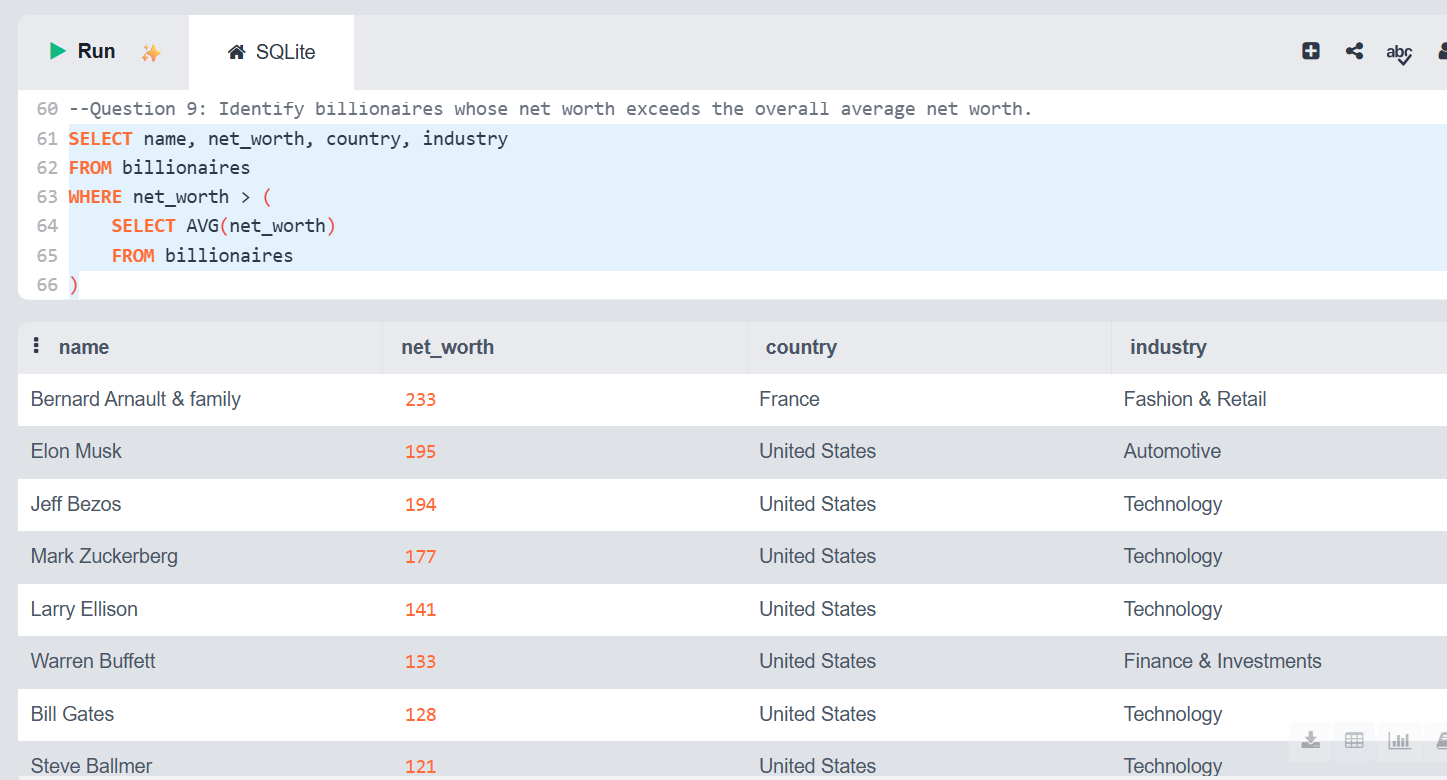 Run SQLite abc
60 --Question 9: Identify billionaires whose net worth exceeds the overall average net worth.
61 SELECT name, net_worth, country, industry
62 FROM billionaires
63 WHERE net_worth > (
64     SELECT AVG(net_worth)
65     FROM billionaires
66 )
name net_worth country industry
Bernard Arnault & family 233 France Fashion & Retail
Elon Musk 195 United States Automotive
Jeff Bezos 194 United States Technology
Mark Zuckerberg 177 United States Technology
Larry Ellison 141 United States Technology
Warren Buffett 133 United States Finance & Investments
Bill Gates 128 United States Technology
Steve Ballmer 121 United States Technology